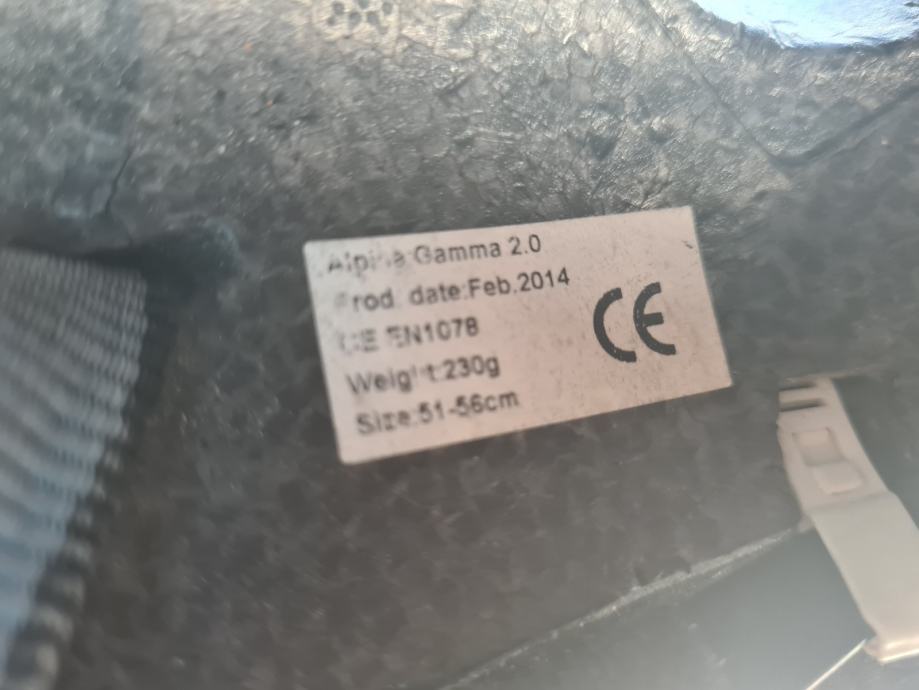 Alpina Gamma 2.0
Prod. date:Feb.2014
CE EN1078
Weight:230g
Size:51-56cm
CE